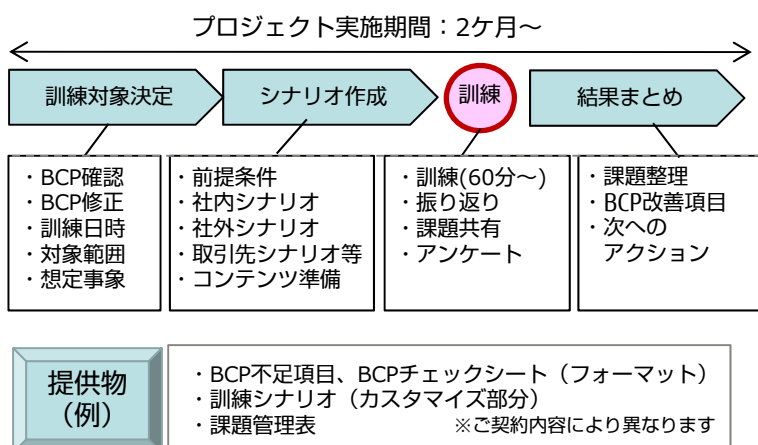 プロジェクト実施期間：2ケ月～
訓練対象決定
シナリオ作成
訓練
結果まとめ
・BCP確認
・BCP修正
・訓練日時
・対象範囲
・想定事象
・前提条件
・社内シナリオ
・社外シナリオ
・取引先シナリオ等
・コンテンツ準備
・訓練(60分～)
・振り返り
・課題共有
・アンケート
・課題整理
・BCP改善項目
・次への
アクション
提供物
（例）
・BCP不足項目、BCPチェックシート（フォーマット）
・訓練シナリオ（カスタマイズ部分）
・課題管理表 ※ご契約内容により異なります